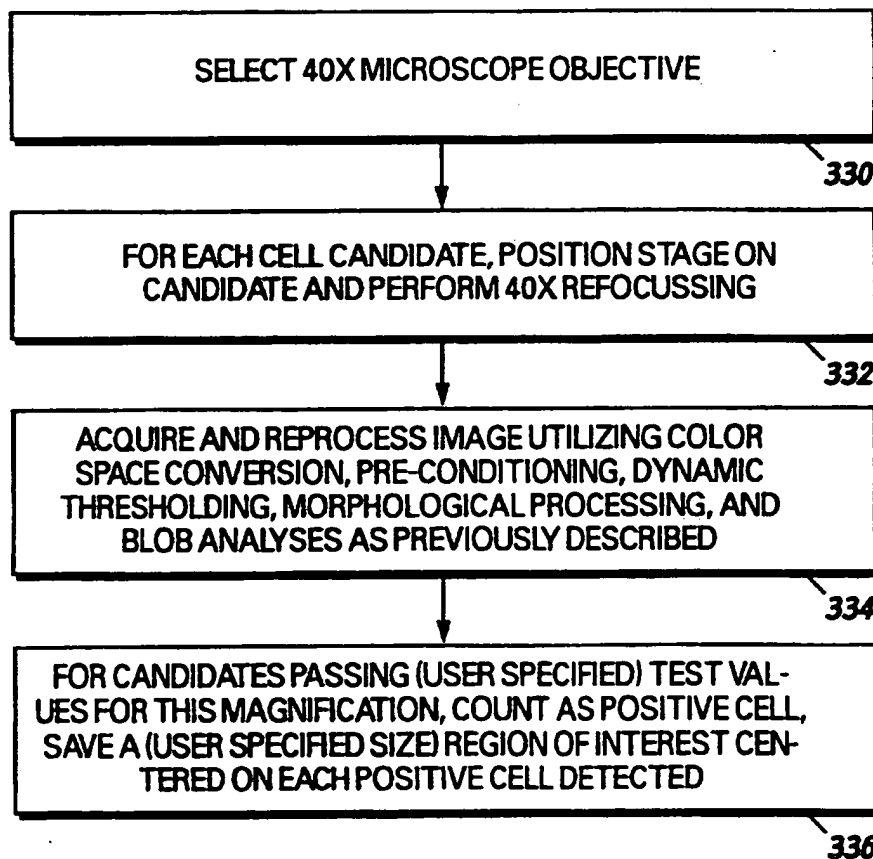 SELECT 40X MICROSCOPE OBJECTIVE
330
FOR EACH CELL CANDIDATE, POSITION STAGE ON
CANDIDATE AND PERFORM 40X REFOCUSSING
332
ACQUIRE AND REPROCESS IMAGE UTILIZING COLOR
SPACE CONVERSION, PRE-CONDITIONING, DYNAMIC
THRESHOLDING, MORPHOLOGICAL PROCESSING, AND
BLOB ANALYSES AS PREVIOUSLY DESCRIBED
334
FOR CANDIDATES PASSING (USER SPECIFIED) TEST VAL-
UES FOR THIS MAGNIFICATION, COUNT AS POSITIVE CELL,
SAVE A (USER SPECIFIED SIZE) REGION OF INTEREST CEN-
TERED ON EACH POSITIVE CELL DETECTED
336